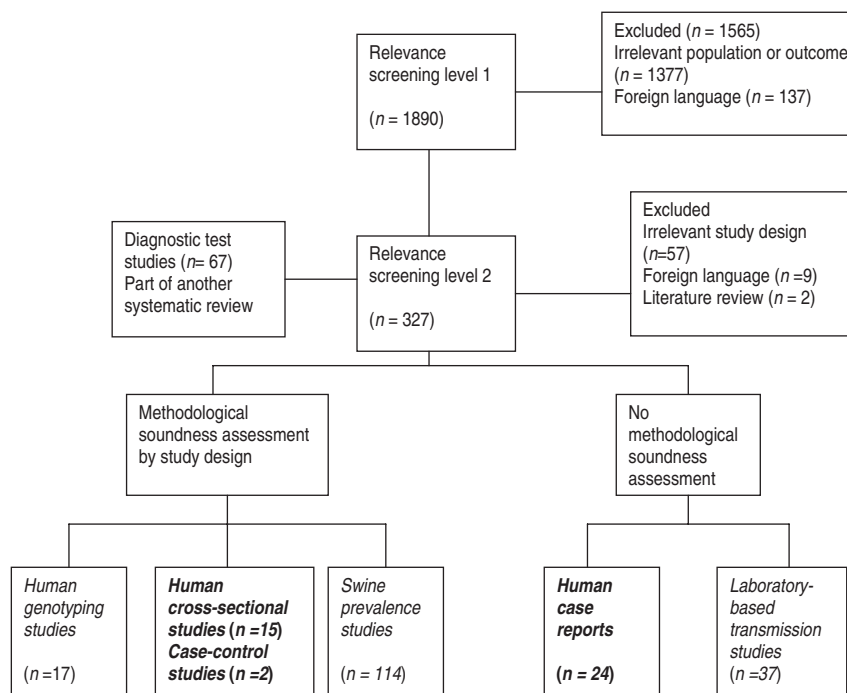 Relevance
screening level 1
(n = 1890)
Excluded (n = 1565)
Irrelevant population or outcome
(n = 1377)
Foreign language (n = 137)
Diagnostic test
studies (n= 67)
Part of another
systematic review
Relevance
screening level 2
(n = 327)
Excluded
Irrelevant study design
(n=57)
Foreign language (n =9)
Literature review (n = 2)
Methodological
soundness assessment
by study design
No
methodological
soundness
assessment
Human
genotyping
studies
(n =17)
Human
cross-sectional
studies (n =15)
Case-control
studies (n =2)
Swine
prevalence
studies
(n = 114)
Human
case
reports
(n = 24)
Laboratory-
based
transmission
studies
(n =37)